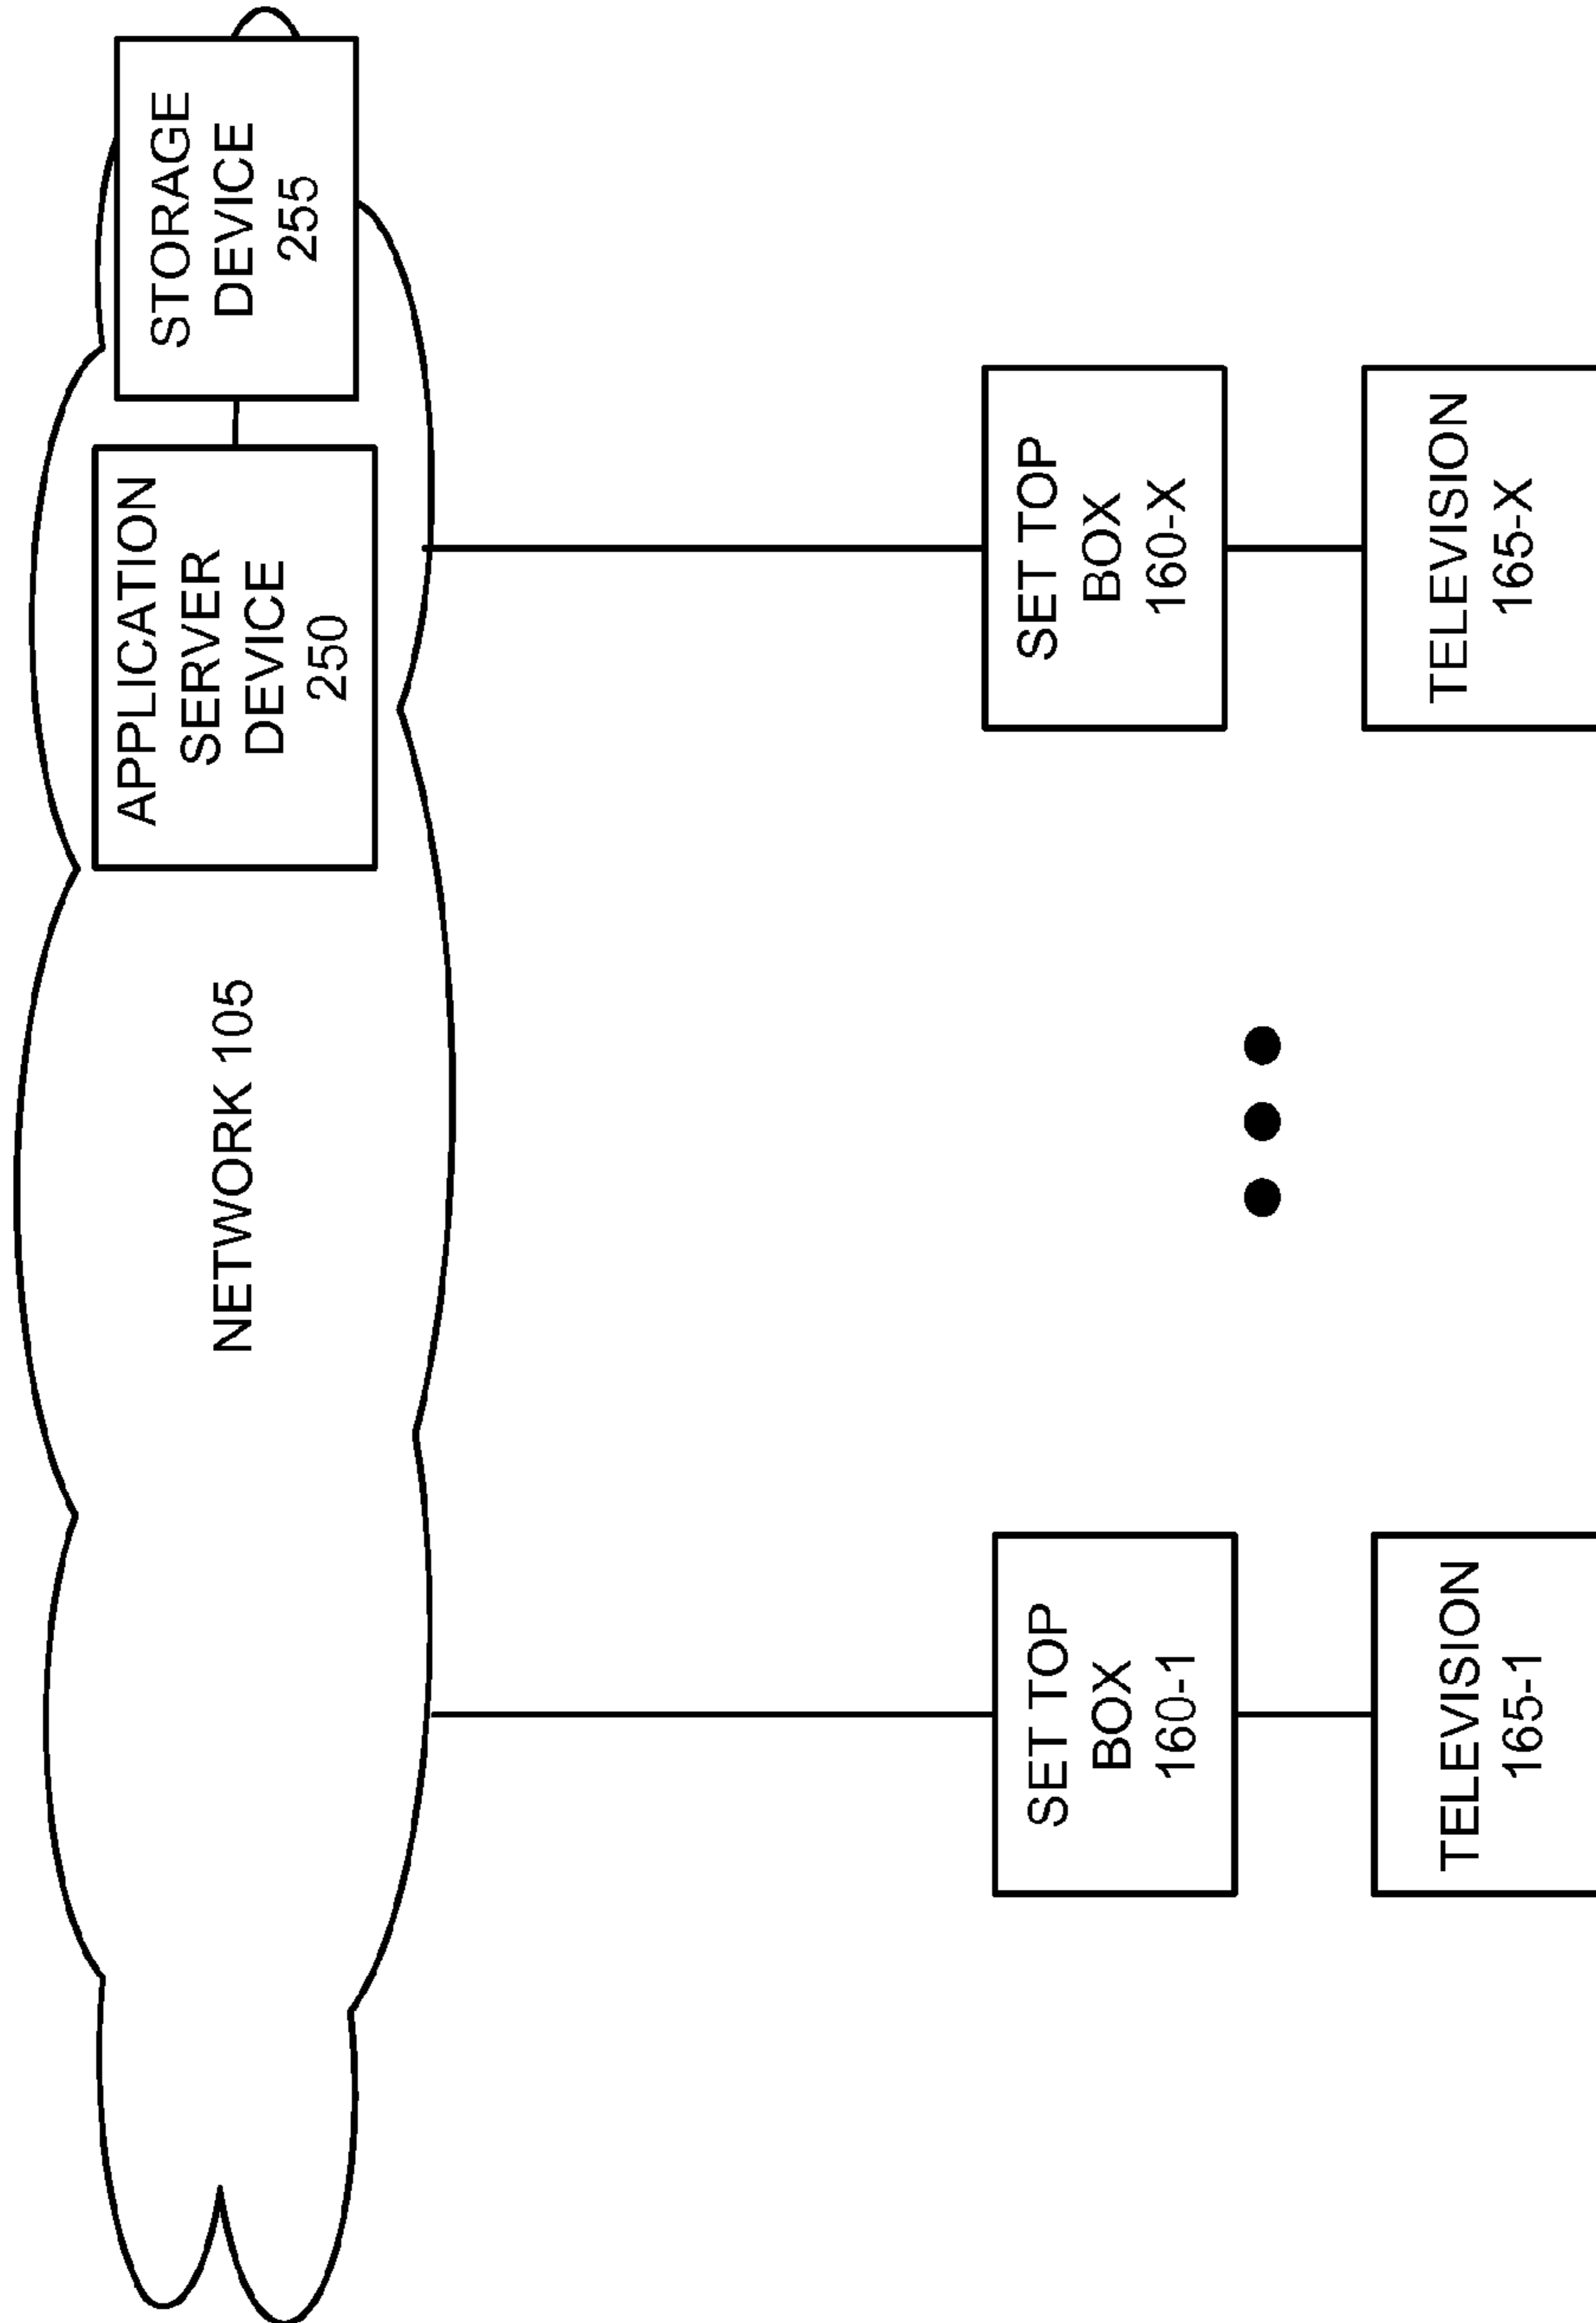 NETWORK 105
APPLICATION
SERVER
DEVICE
250
STORAGE
DEVICE
255
SET TOP
BOX
160-1
SET TOP
BOX
160-X
TELEVISION
165-1
TELEVISION
165-X